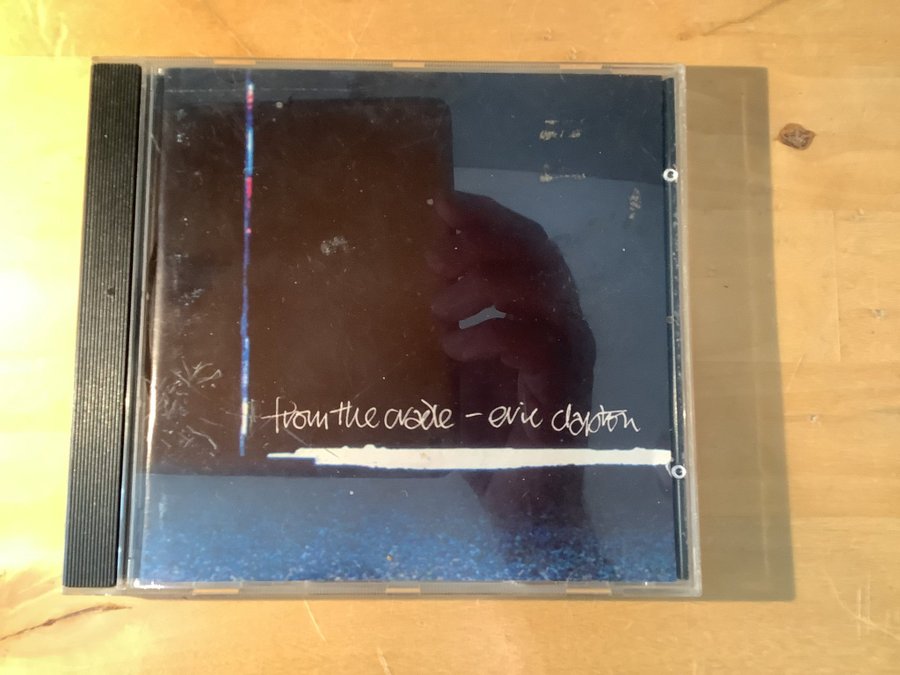 from the cradle - eric clapton